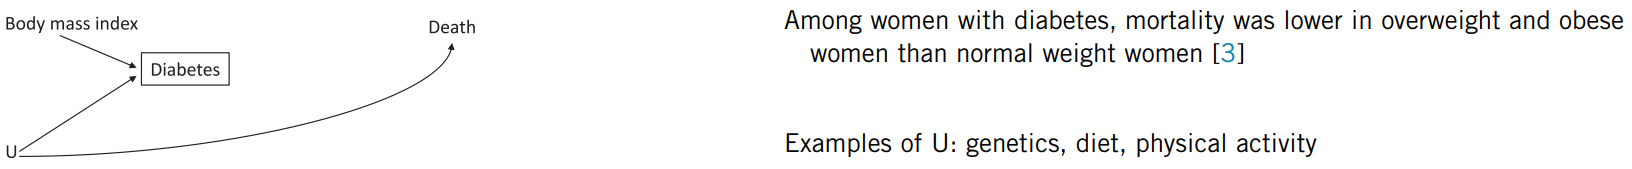 Body mass index
Death
Diabetes
U
Among women with diabetes, mortality was lower in overweight and obese
women than normal weight women [3]
Examples of U: genetics, diet, physical activity